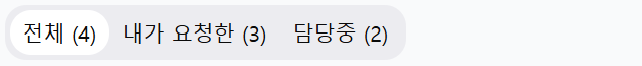 전체 (4) 내가 요청한 (3) 담당중 (2)